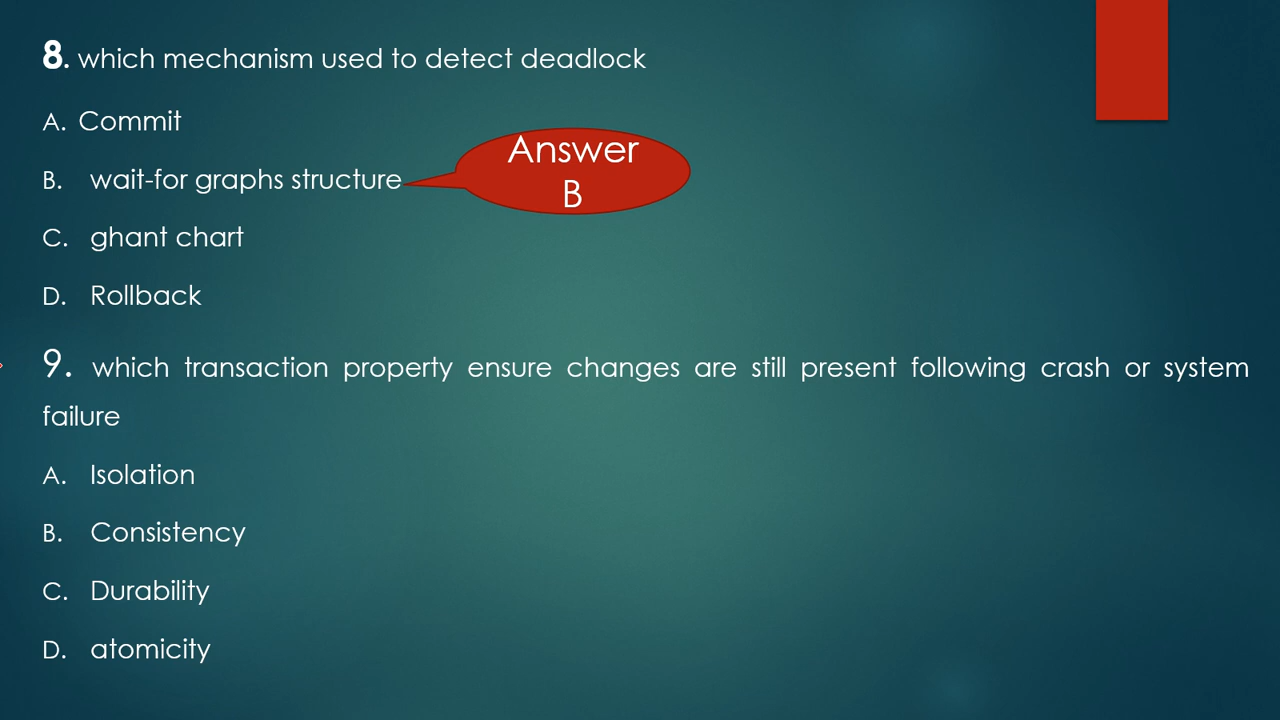 8. which mechanism used to detect deadlock
A. Commit
B. wait-for graphs structure
Answer
B
C. ghant chart
D. Rollback
9. which transaction property ensure changes are still present following crash or system
failure
A. Isolation
B. Consistency
C. Durability
D. atomicity